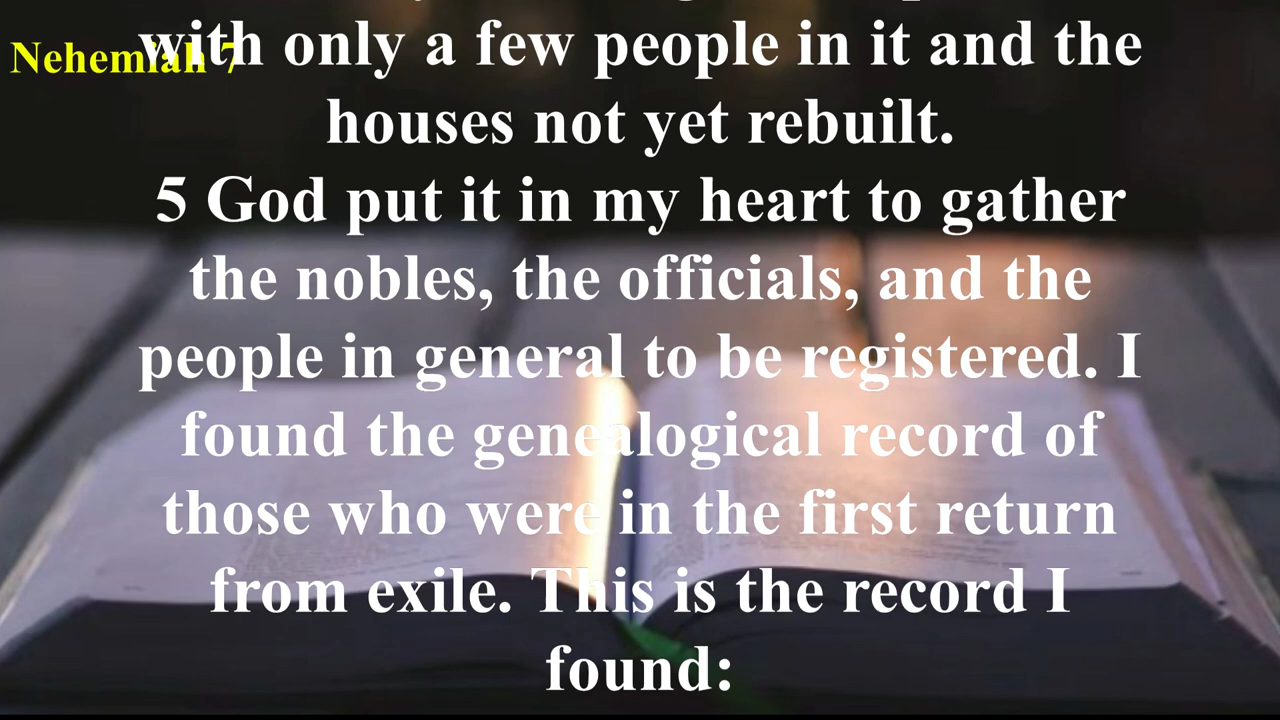 Nehemiah 7
with only a few people in it and the
houses not yet rebuilt.
5 God put it in my heart to gather
the nobles, the officials, and the
people in general to be registered. I
found the genealogical record of
those who were in the first return
from exile. This is the record I
found: